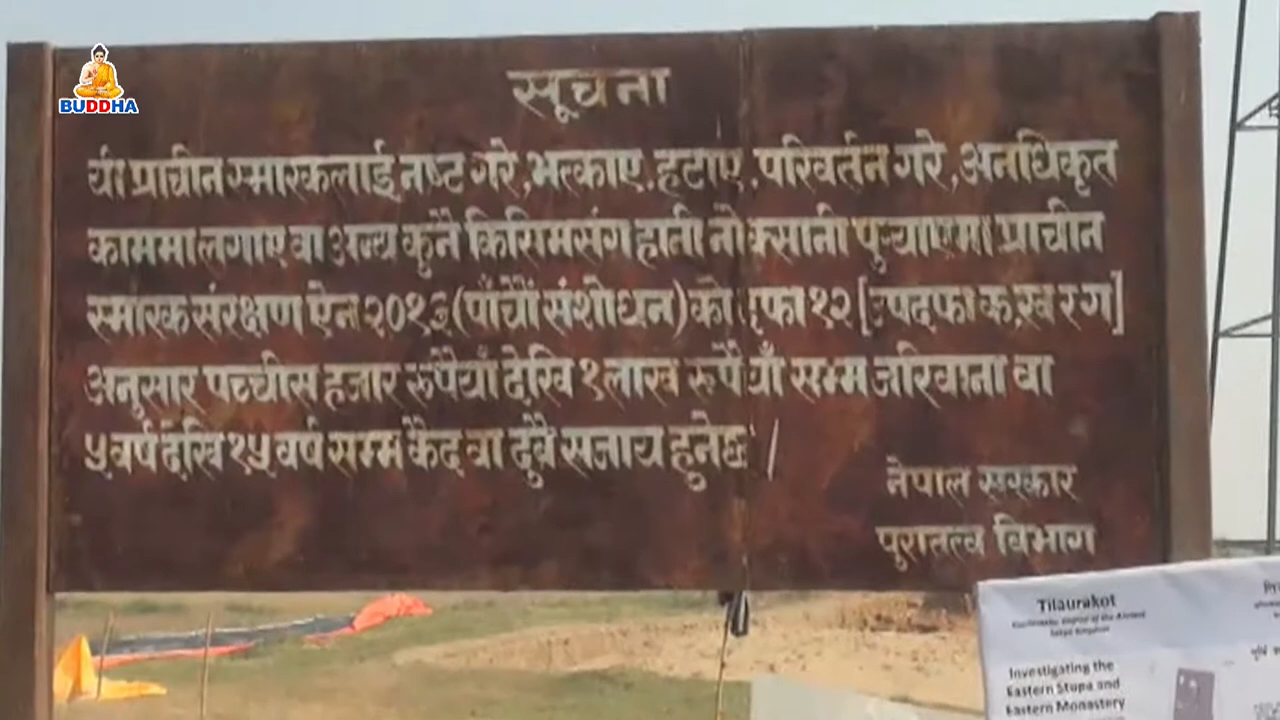 BUDDHA
सूचना
यी प्राचीन स्मारकलाई नष्ट गरे, भत्काए, हटाए, परिवर्तन गरे, अनधिकृत
काममा लगाए वा अन्य कुनै किसिमसंग हाती नोक्सानी पुर्‍याएमा प्राचीन
स्मारक संरक्षण ऐन २०१३ (पाँचौं संशोधन) को दफा १२ [उपदफा क,ख र ग]
अनुसार पच्चीस हजार रूपैयाँ देखि १ लाख रुपैयाँ सम्म जरिवाना वा
५ वर्ष देखि १५ वर्ष सम्म कैद वा दुबै सजाय हुनेछ ।
नेपाल सरकार
पुरातत्व विभाग
Tilaurakot
Investigating the
Eastern Stupa and
Eastern Monastery